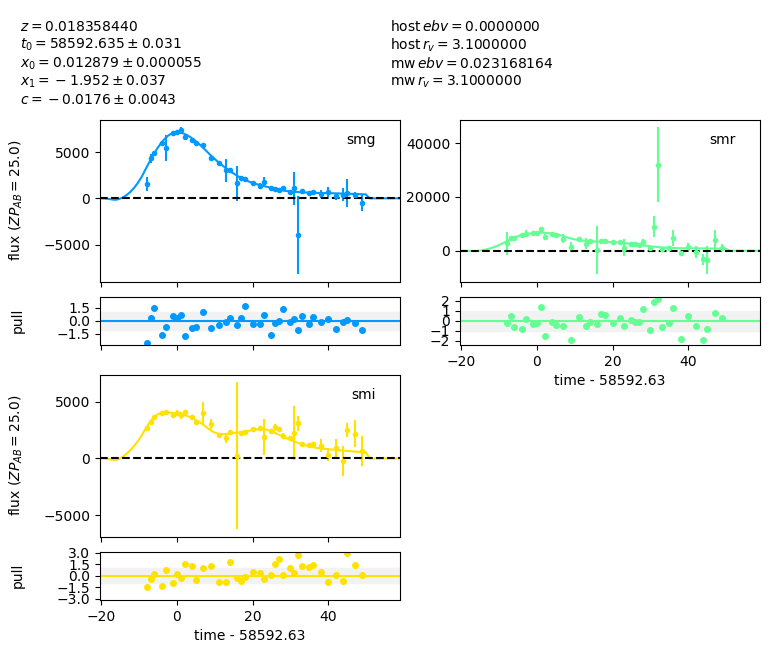 z = 0.018358440
t₀ = 58592.635 ± 0.031
x₀ = 0.012879 ± 0.000055
x₁ = −1.952 ± 0.037
c = −0.0176 ± 0.0043
host ebv = 0.0000000
host r_v = 3.1000000
mw ebv = 0.023168164
mw r_v = 3.1000000
flux (ZP_AB = 25.0)
5000
0
−5000
smg
40000
20000
0
smr
pull
1.5
0.0
−1.5
2
1
0
−1
−2
−20
0
20
40
time - 58592.63
flux (ZP_AB = 25.0)
5000
0
−5000
smi
pull
3.0
1.5
0.0
−1.5
−3.0
−20
0
20
40
time - 58592.63